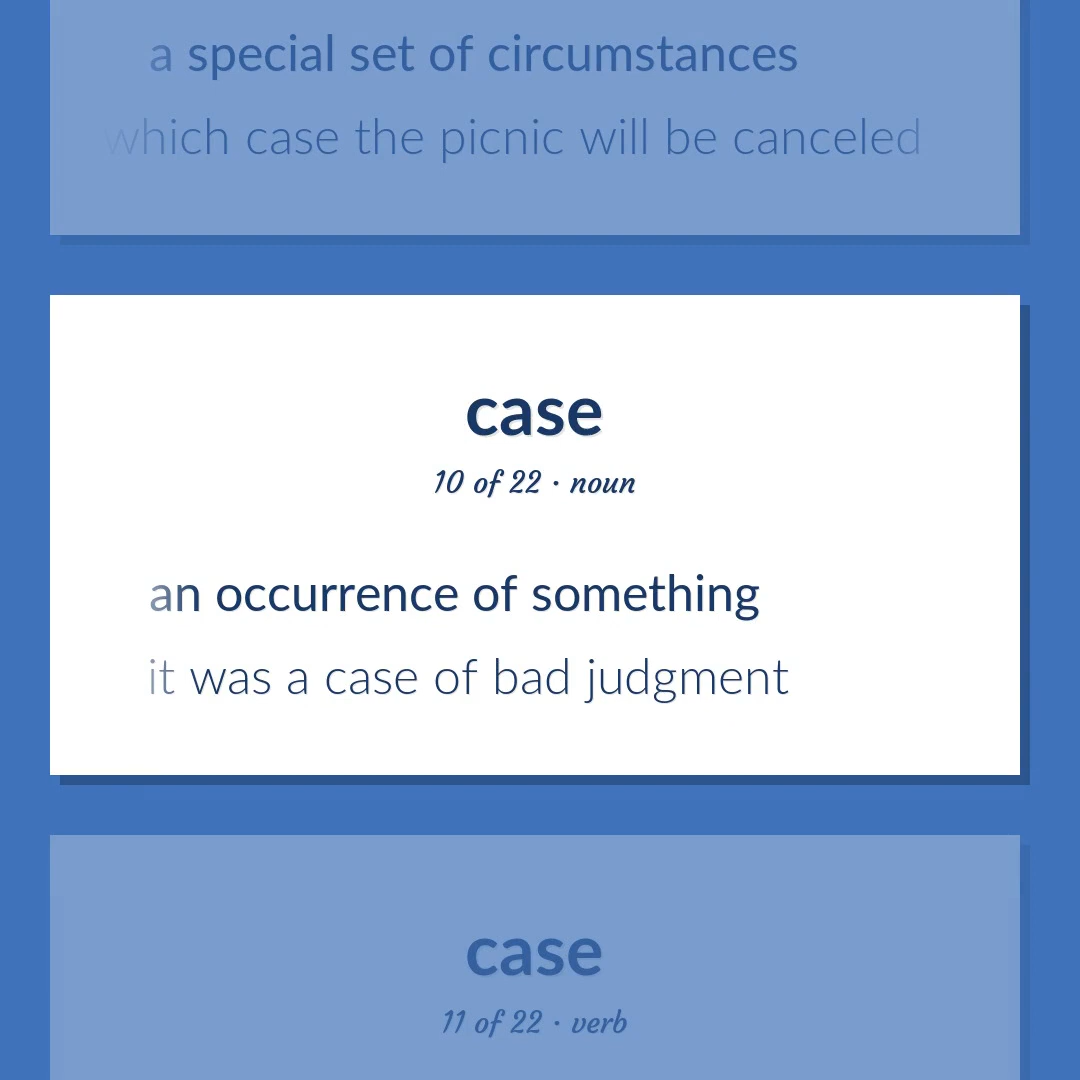 a special set of circumstances
which case the picnic will be canceled
case
10 of 22 · noun
an occurrence of something
it was a case of bad judgment
case
11 of 22 · verb